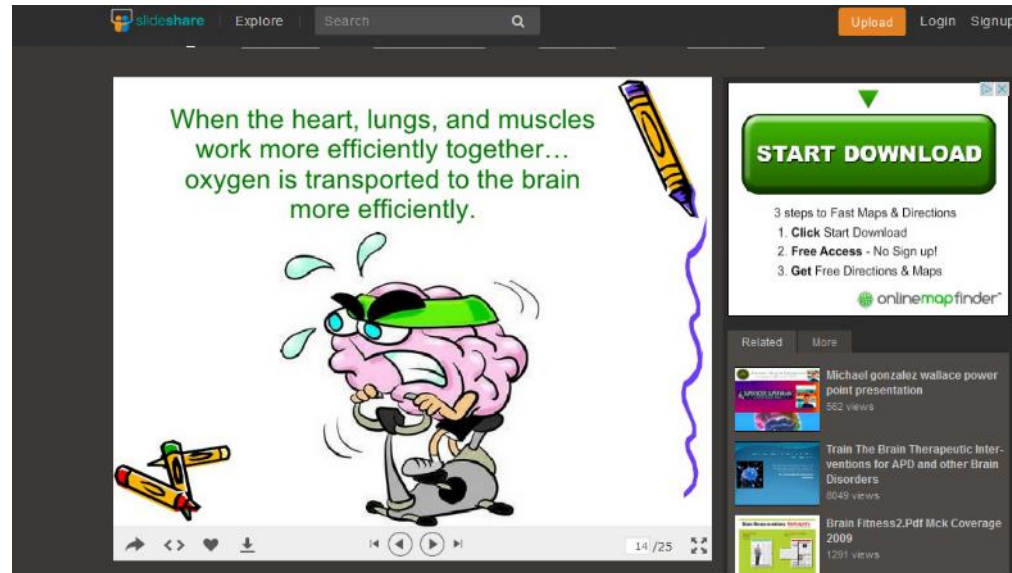 slideshare
Explore
Search
Upload
Login
Signup
When the heart, lungs, and muscles
work more efficiently together…
oxygen is transported to the brain
more efficiently.
14 /25
START DOWNLOAD
3 steps to Fast Maps & Directions
1. Click Start Download
2. Free Access - No Sign up!
3. Get Free Directions & Maps
onlinemapfinder™
Related
More
Michael gonzalez wallace power
point presentation
562 views
Train The Brain Therapeutic Inter-
ventions for APD and other Brain
Disorders
8049 views
Brain Fitness2.Pdf Mck Coverage
2009
1291 views